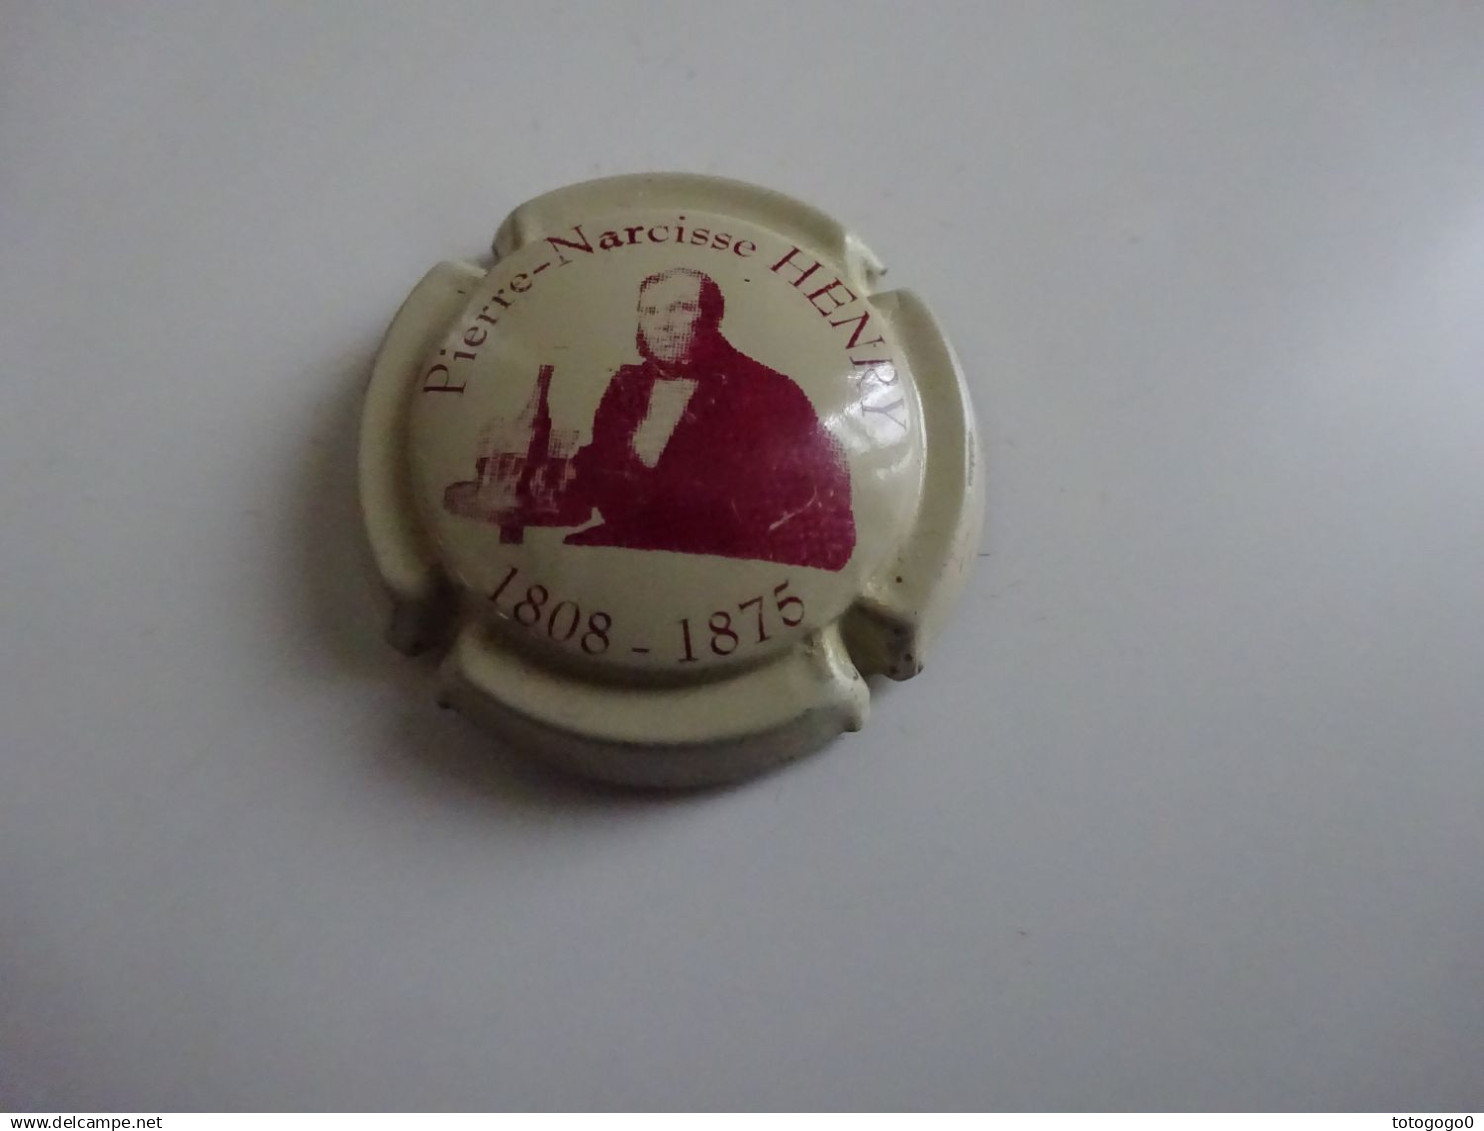 Pierre-Narcisse HENRY
1808 - 1875
www.delcampe.net
totogogo0